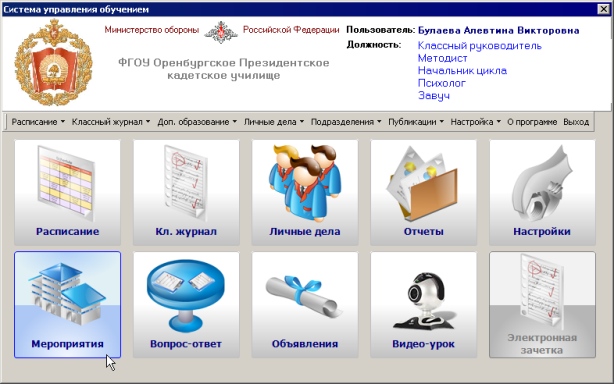 Система управления обучением
Министерство обороны Российской Федерации
ФГОУ Оренбургское Президентское
кадетское училище
Пользователь: Булаева Алевтина Викторовна
Должность: Классный руководитель
Методист
Начальник цикла
Психолог
Завуч
Расписание Классный журнал Доп. образование Личные дела Подразделения Публикации Настройка О программе Выход
Расписание Кл. журнал Личные дела Отчеты Настройки
Мероприятия Вопрос-ответ Объявления Видео-урок Электронная
зачетка